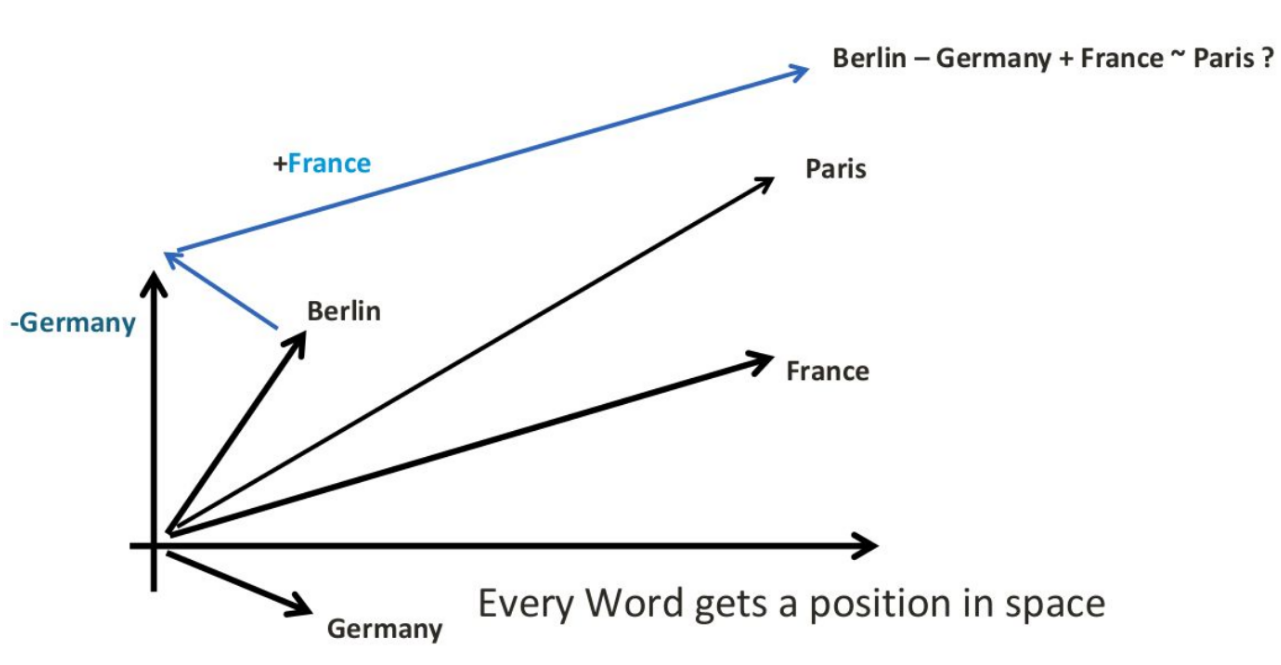 Berlin – Germany + France ~ Paris ?
+France
Paris
Berlin
-Germany
France
Every Word gets a position in space
Germany